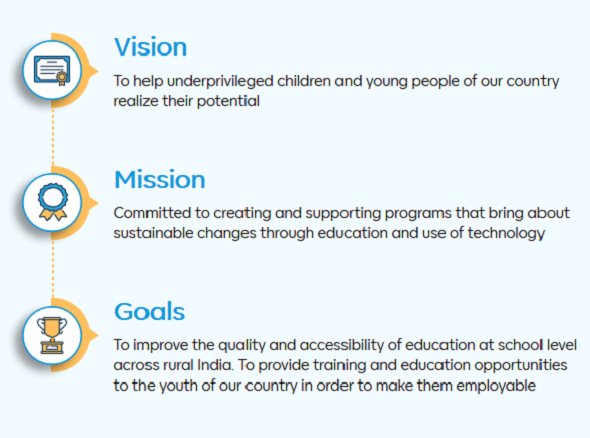 Vision
To help underprivileged children and young people of our country
realize their potential
Mission
Committed to creating and supporting programs that bring about
sustainable changes through education and use of technology
Goals
To improve the quality and accessibility of education at school level
across rural India. To provide training and education opportunities
to the youth of our country in order to make them employable